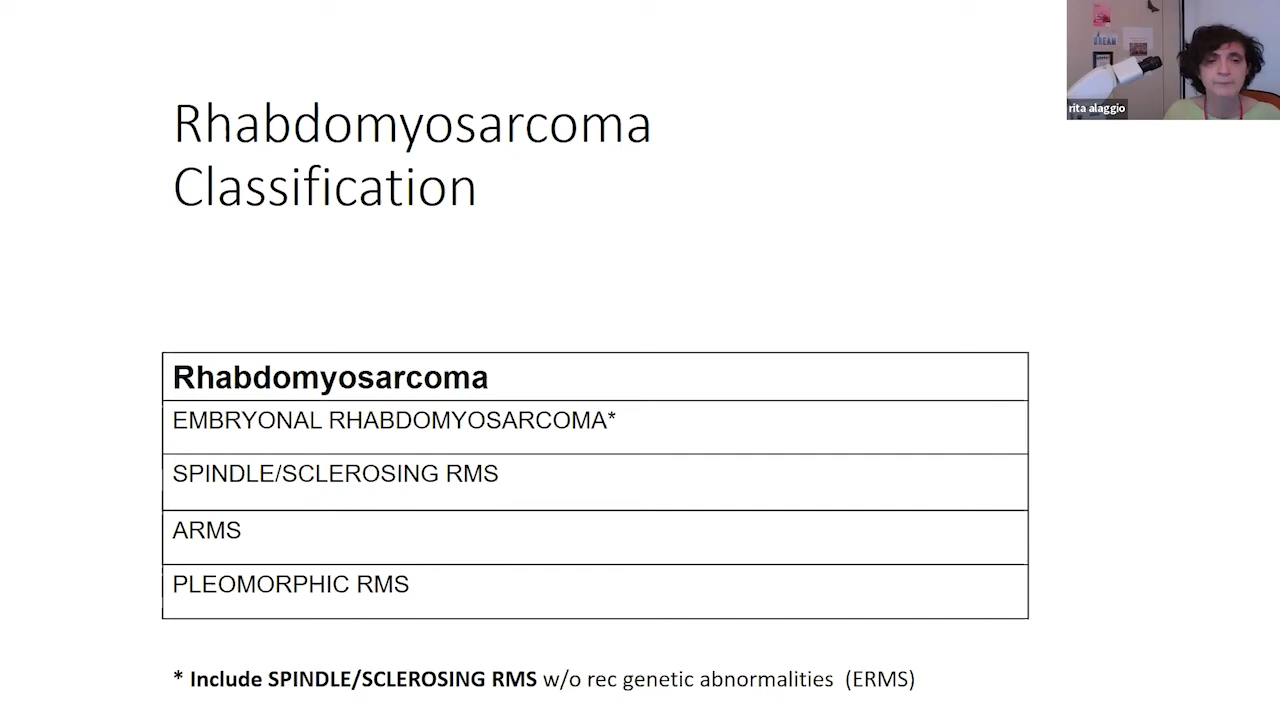 DREAM
rita alaggio
Rhabdomyosarcoma
Classification
Rhabdomyosarcoma
EMBRYONAL RHABDOMYOSARCOMA*
SPINDLE/SCLEROSING RMS
ARMS
PLEOMORPHIC RMS
* Include SPINDLE/SCLEROSING RMS w/o rec genetic abnormalities (ERMS)